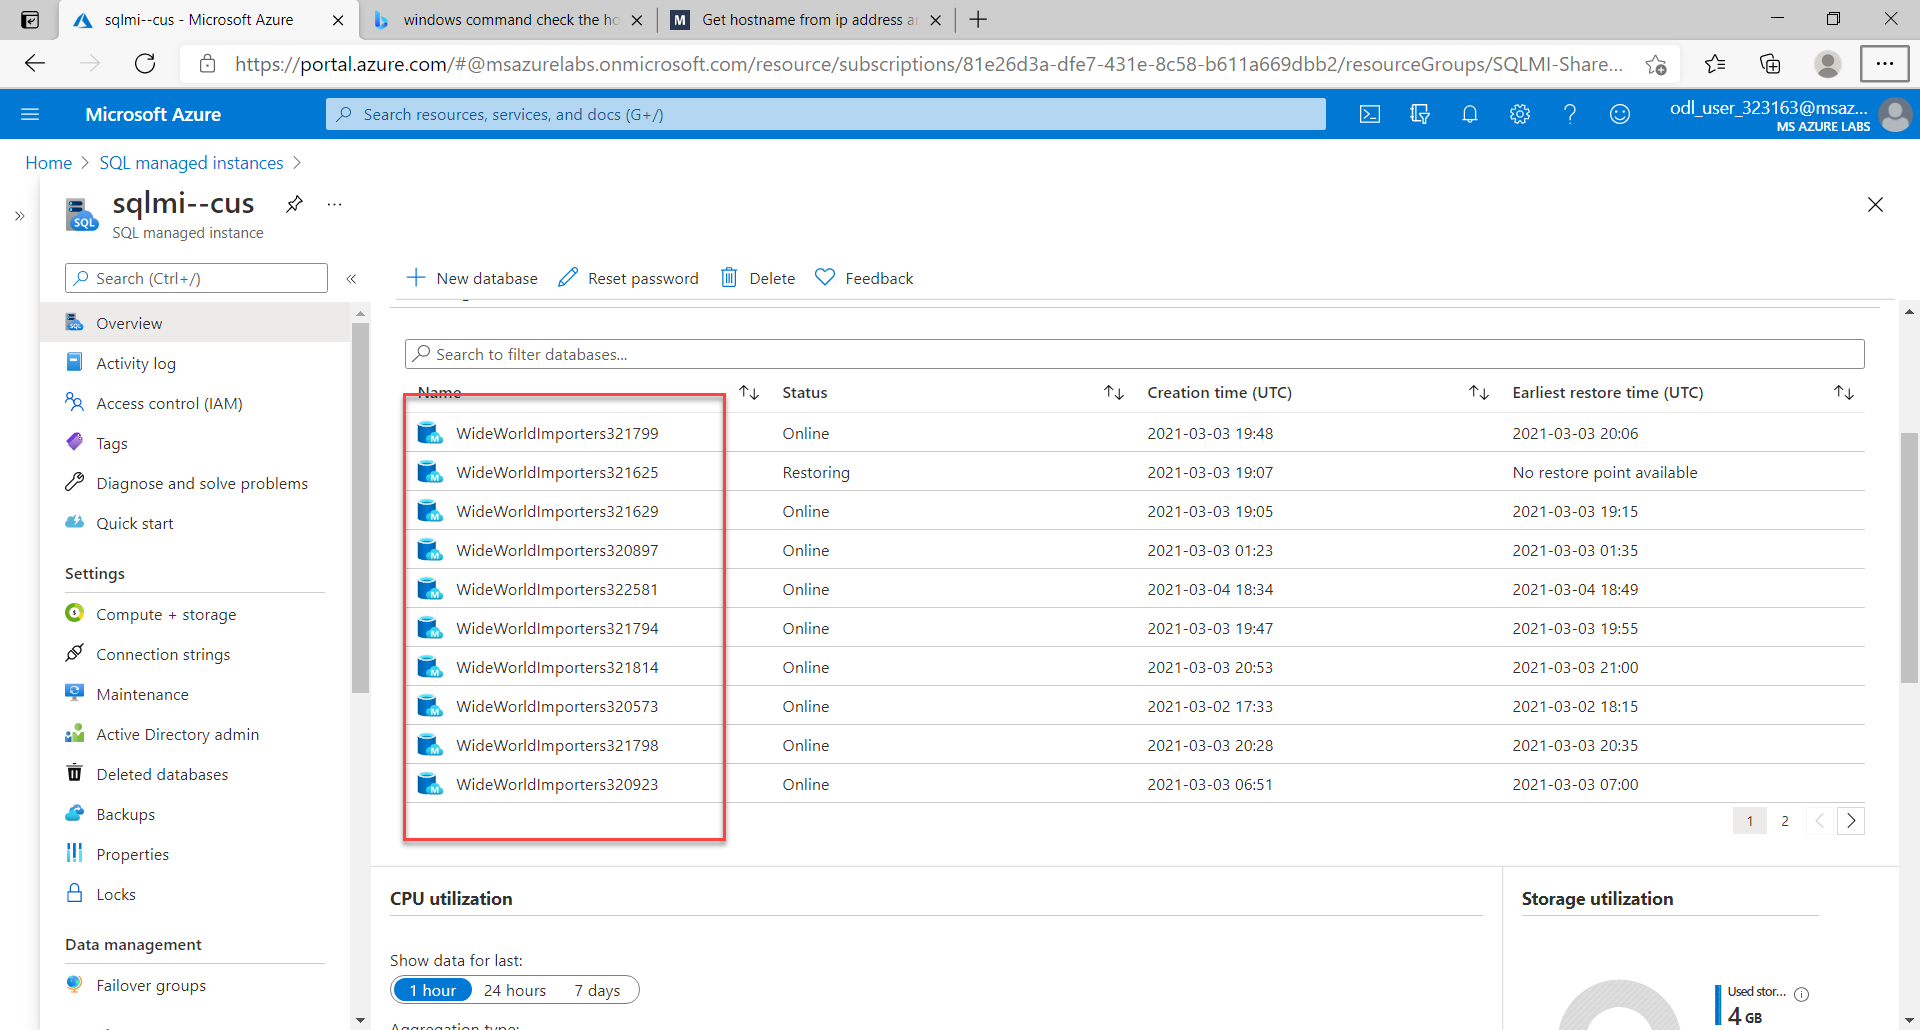 sqlmi--cus - Microsoft Azure
windows command check the ho
M Get hostname from ip address a
https://portal.azure.com/#@msazurelabs.onmicrosoft.com/resource/subscriptions/81e26d3a-dfe7-431e-8c58-b611a669dbb2/resourceGroups/SQLMI-Share...
Microsoft Azure
Search resources, services, and docs (G+/)
odl_user_323163@msaz...
MS AZURE LABS
Home > SQL managed instances >
sqlmi--cus
SQL
SQL managed instance
Search (Ctrl+/)
«
»
New database
Reset password
Delete
Feedback
Overview
Activity log
Access control (IAM)
Tags
Diagnose and solve problems
Quick start
Settings
Compute + storage
Connection strings
Maintenance
Active Directory admin
Deleted databases
Backups
Properties
Locks
Data management
Failover groups
Search to filter databases...
Name Status Creation time (UTC) Earliest restore time (UTC)
WideWorldImporters321799 Online 2021-03-03 19:48 2021-03-03 20:06
WideWorldImporters321625 Restoring 2021-03-03 19:07 No restore point available
WideWorldImporters321629 Online 2021-03-03 19:05 2021-03-03 19:15
WideWorldImporters320897 Online 2021-03-03 01:23 2021-03-03 01:35
WideWorldImporters322581 Online 2021-03-04 18:34 2021-03-04 18:49
WideWorldImporters321794 Online 2021-03-03 19:47 2021-03-03 19:55
WideWorldImporters321814 Online 2021-03-03 20:53 2021-03-03 21:00
WideWorldImporters320573 Online 2021-03-02 17:33 2021-03-02 18:15
WideWorldImporters321798 Online 2021-03-03 20:28 2021-03-03 20:35
WideWorldImporters320923 Online 2021-03-03 06:51 2021-03-03 07:00
1 2 < >
CPU utilization
Show data for last:
1 hour 24 hours 7 days
Aggregation type:
Storage utilization
Used stor...
4 GB